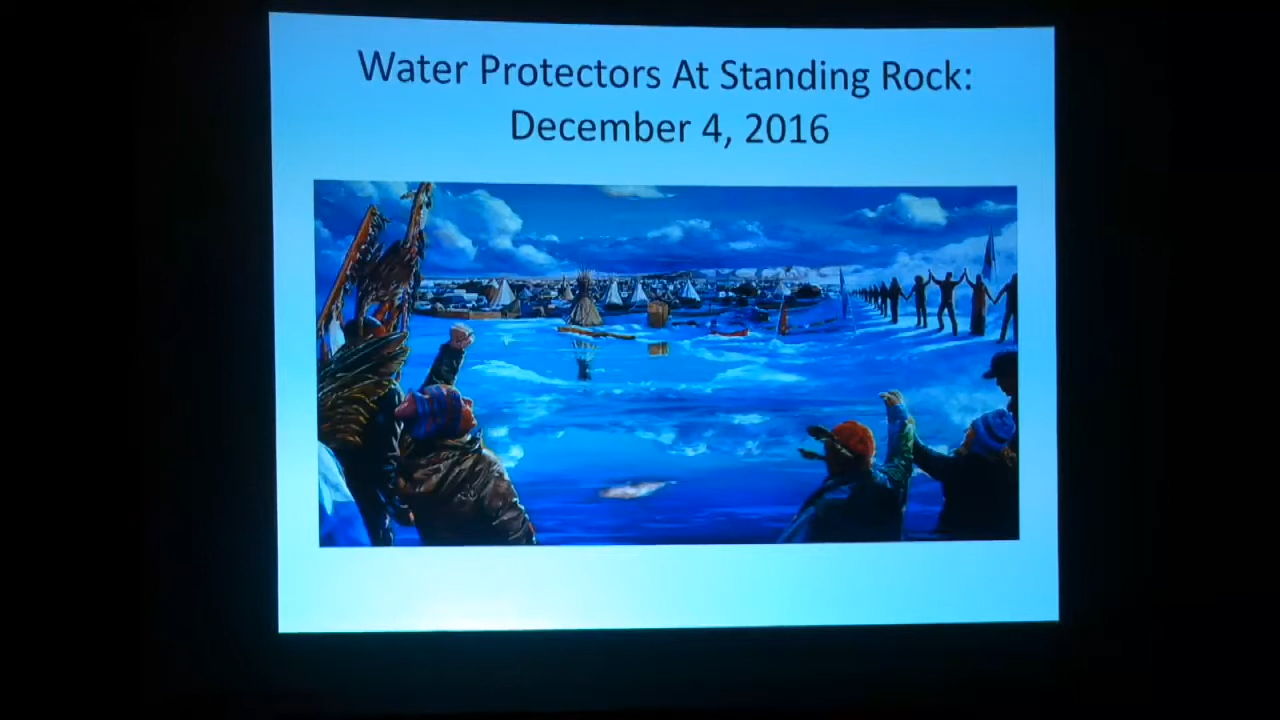 Water Protectors At Standing Rock:
December 4, 2016